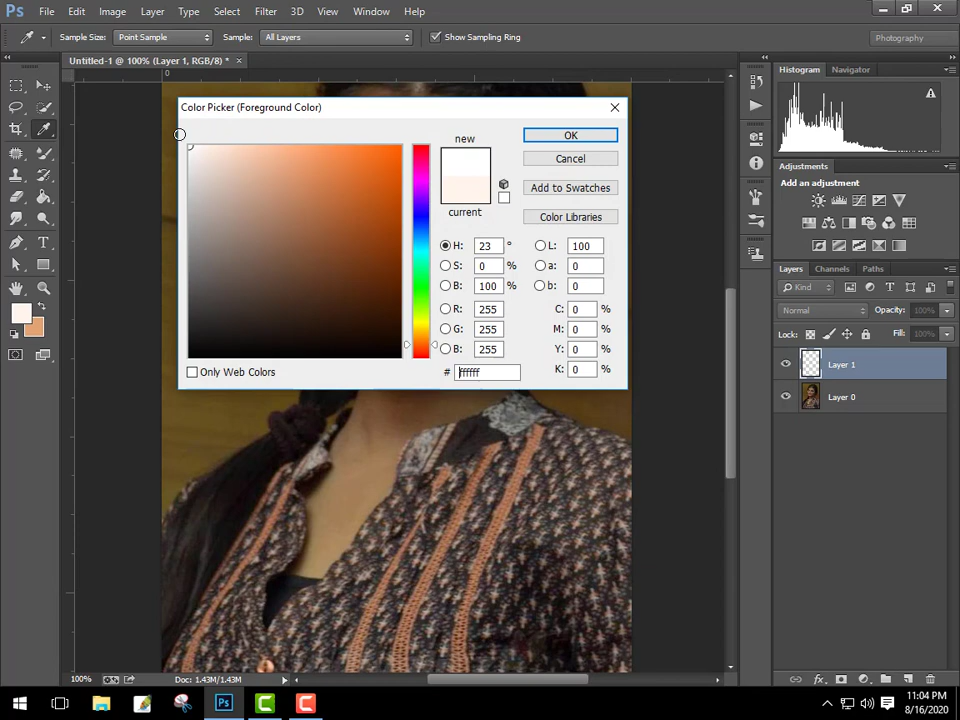 Ps File Edit Image Layer Type Select Filter 3D View Window Help
Sample Size: Point Sample Sample: All Layers Show Sampling Ring Photography
Untitled-1 @ 100% (Layer 1, RGB/8) * ×
0
Color Picker (Foreground Color)
new
current
OK
Cancel
Add to Swatches
Color Libraries
H: 23 ° L: 100
S: 0 % a: 0
B: 100 % b: 0
R: 255 C: 0 %
G: 255 M: 0 %
B: 255 Y: 0 %
# ffffff K: 0 %
Only Web Colors
Histogram Navigator
Adjustments
Add an adjustment
Layers Channels Paths
Kind
Normal Opacity: 100%
Lock: Fill: 100%
Layer 1
Layer 0
100% Doc: 1.43M/1.43M
Ps
11:04 PM
8/16/2020